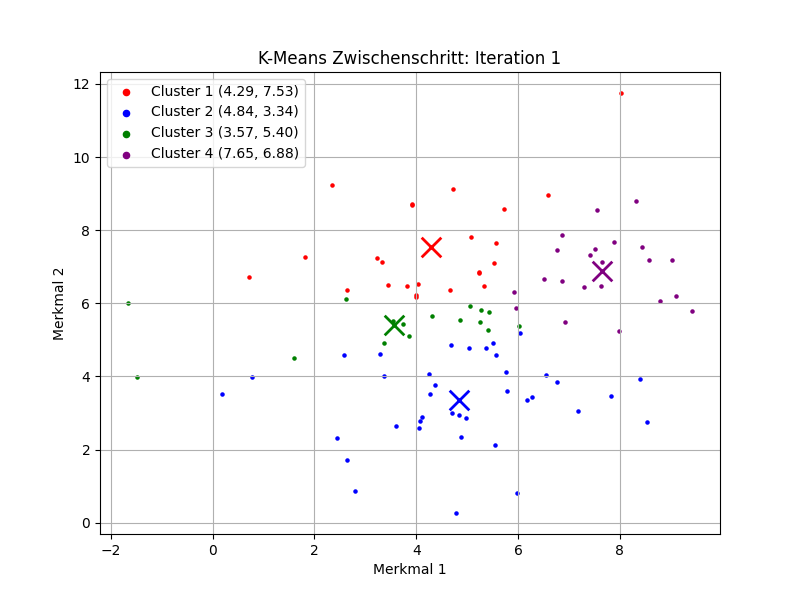 K-Means Zwischenschritt: Iteration 1
Cluster 1 (4.29, 7.53)
Cluster 2 (4.84, 3.34)
Cluster 3 (3.57, 5.40)
Cluster 4 (7.65, 6.88)
12
10
8
6
4
2
0
Merkmal 2
−2 0 2 4 6 8
Merkmal 1